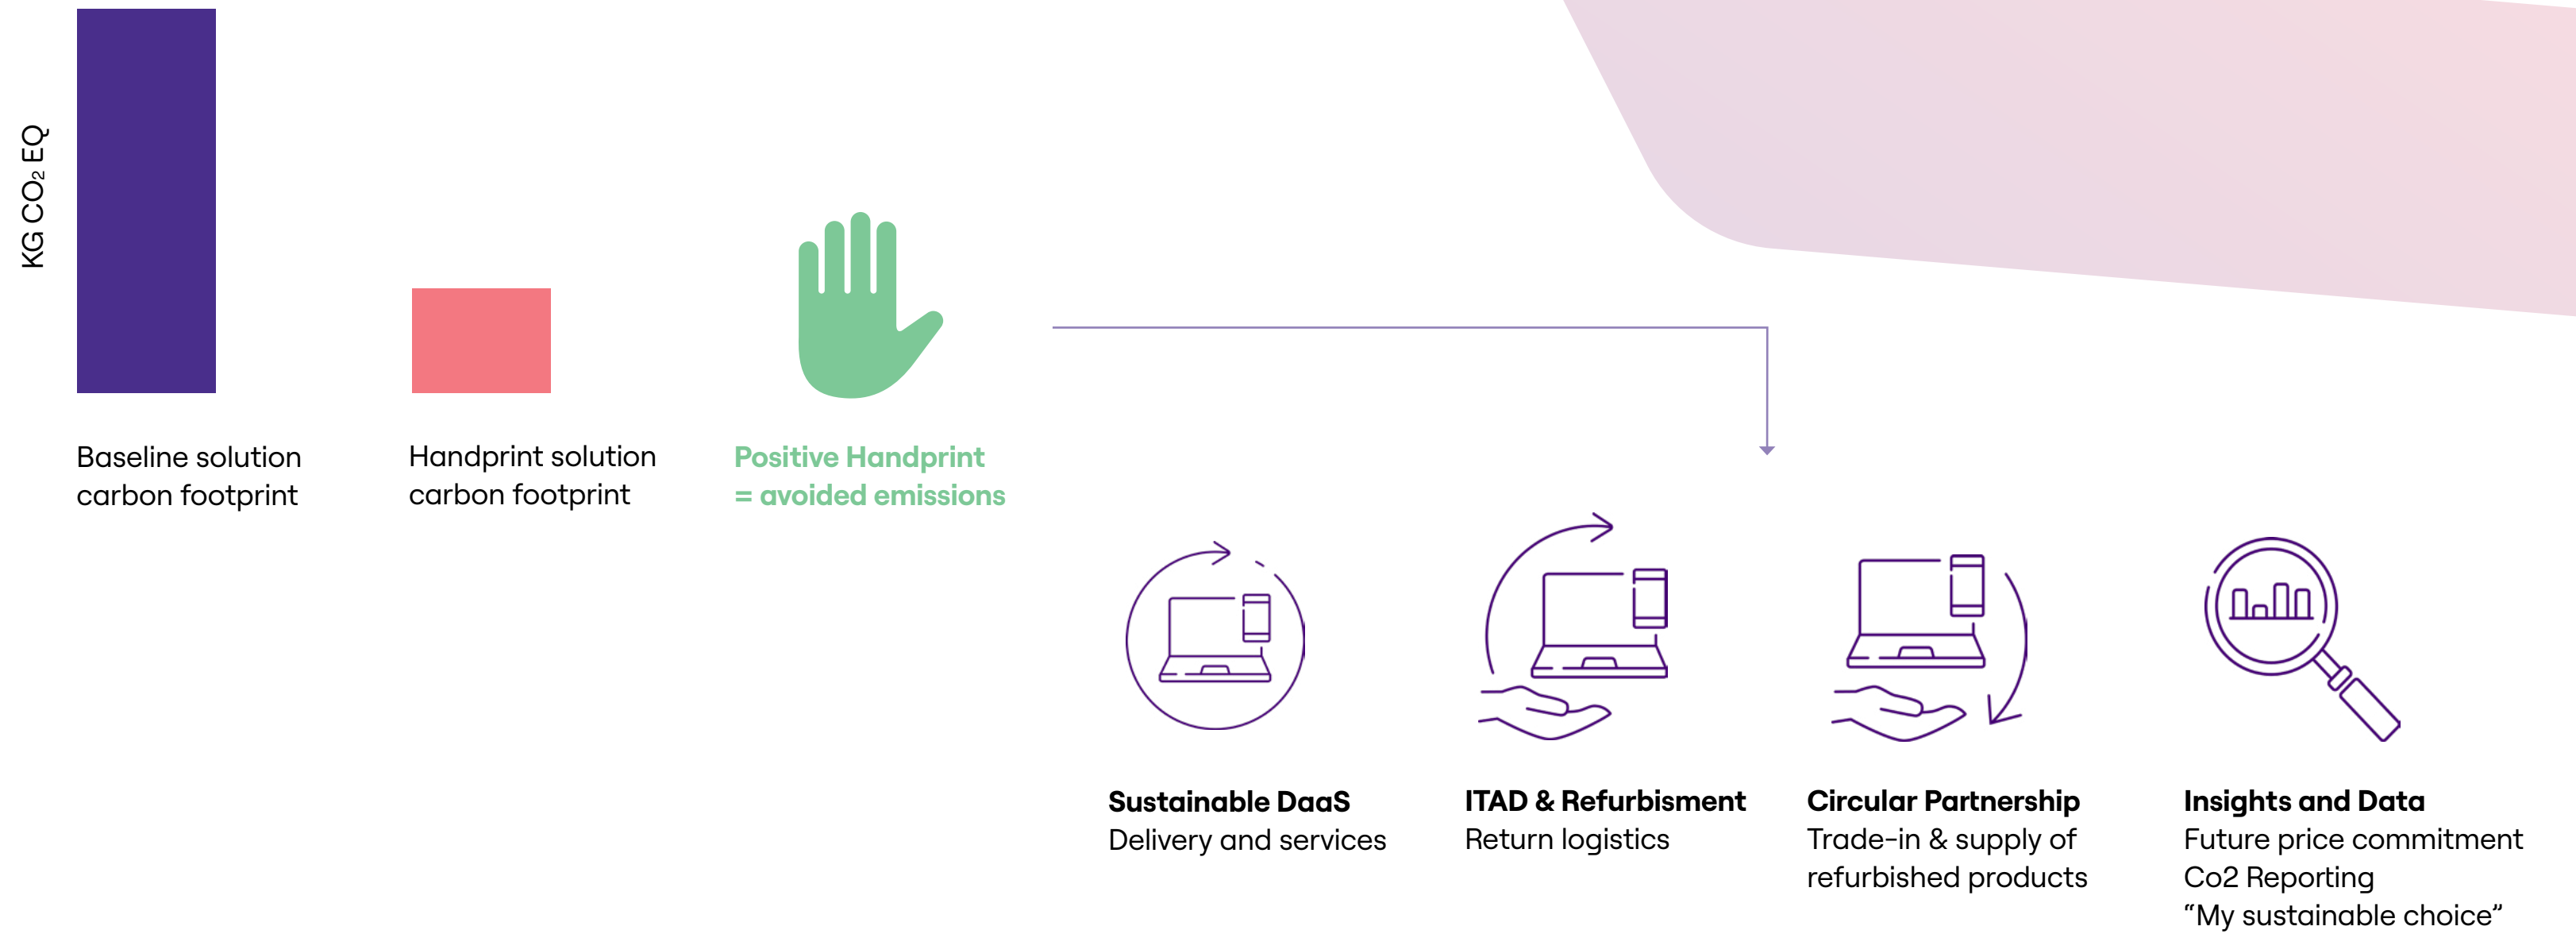 KG CO₂ EQ
Baseline solution
carbon footprint
Handprint solution
carbon footprint
Positive Handprint
= avoided emissions
Sustainable DaaS
Delivery and services
ITAD & Refurbisment
Return logistics
Circular Partnership
Trade-in & supply of
refurbished products
Insights and Data
Future price commitment
Co2 Reporting
“My sustainable choice”